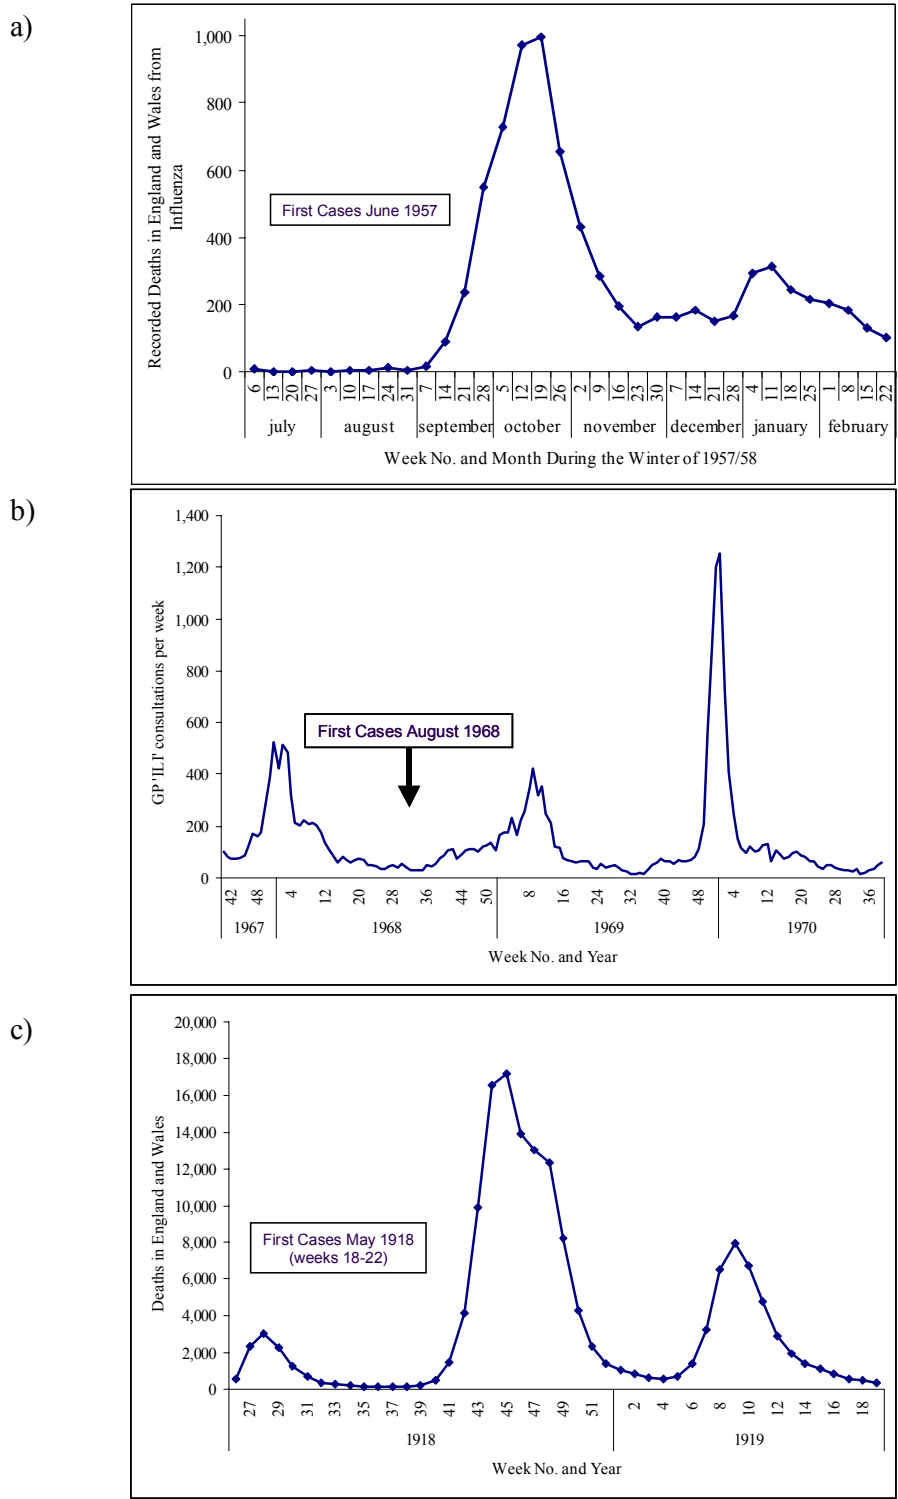 a)
Recorded Deaths in England and Wales from
Influenza
1,000
800
600
400
200
0
First Cases June 1957
6 13 20 27 3 10 17 24 31 7 14 21 28 5 12 19 26 2 9 16 23 30 7 14 21 28 4 11 18 25 1 8 15 22
july august september october november december january february
Week No. and Month During the Winter of 1957/58
b)
GP 'ILI' consultations per week
1,400
1,200
1,000
800
600
400
200
0
First Cases August 1968
42 48 4 12 20 28 36 44 50 8 16 24 32 40 48 4 12 20 28 36
1967 1968 1969 1970
Week No. and Year
c)
Deaths in England and Wales
20,000
18,000
16,000
14,000
12,000
10,000
8,000
6,000
4,000
2,000
0
First Cases May 1918
(weeks 18-22)
27 29 31 33 35 37 39 41 43 45 47 49 51 2 4 6 8 10 12 14 16 18
1918 1919
Week No. and Year